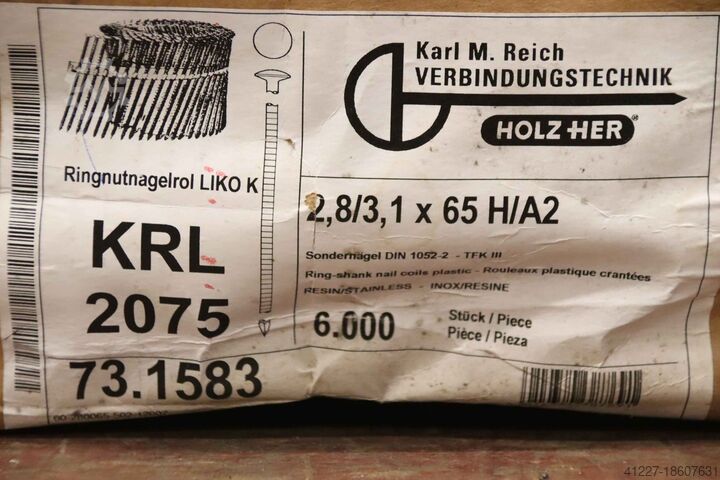 Karl M. Reich
VERBINDUNGSTECHNIK
HOLZ-HER®
Ringnutnagelrol LIKO K
KRL
2075
73.1583
2,8/3,1 x 65 H/A2
Sondernägel DIN 1052-2 - TFK III
Ring-shank nail coils plastic - Rouleaux plastique crantées
RESIN/STAINLESS - INOX/RESINE
6.000
Stück / Piece
Pièce / Pieza
41227-18607631